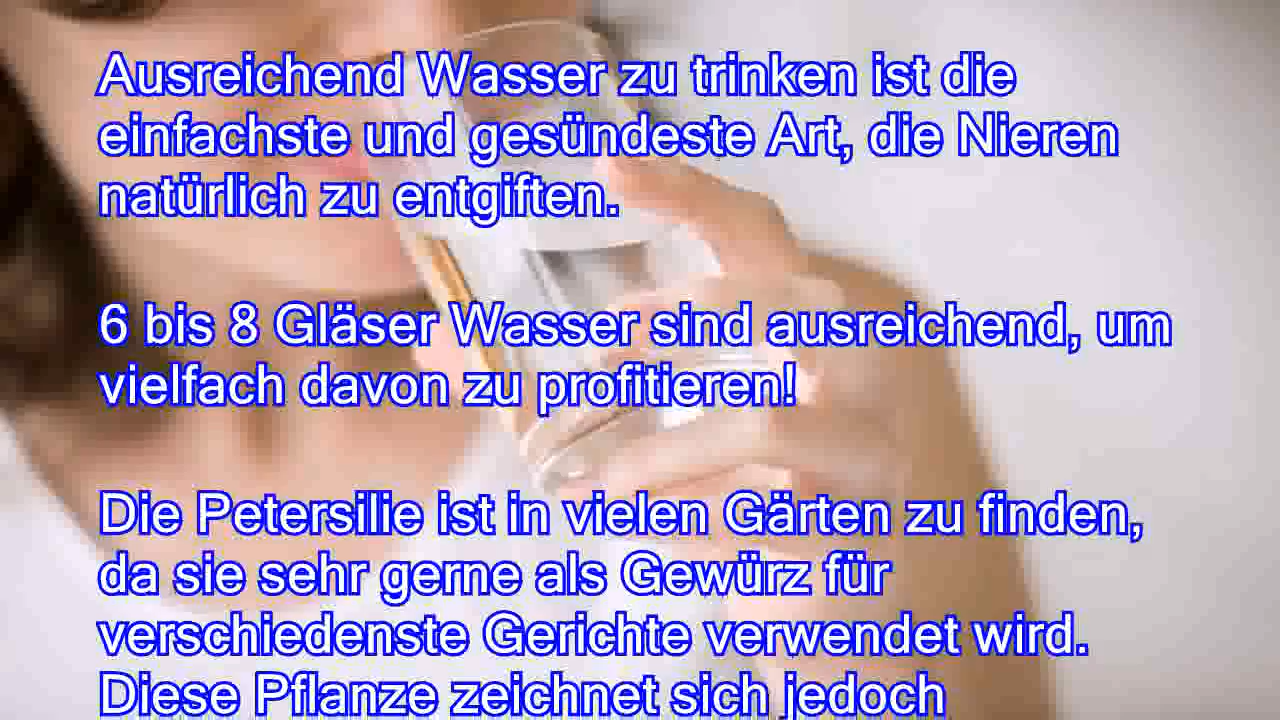 Ausreichend Wasser zu trinken ist die
einfachste und gesündeste Art, die Nieren
natürlich zu entgiften.
6 bis 8 Gläser Wasser sind ausreichend, um
vielfach davon zu profitieren!
Die Petersilie ist in vielen Gärten zu finden,
da sie sehr gerne als Gewürz für
verschiedenste Gerichte verwendet wird.
Diese Pflanze zeichnet sich jedoch